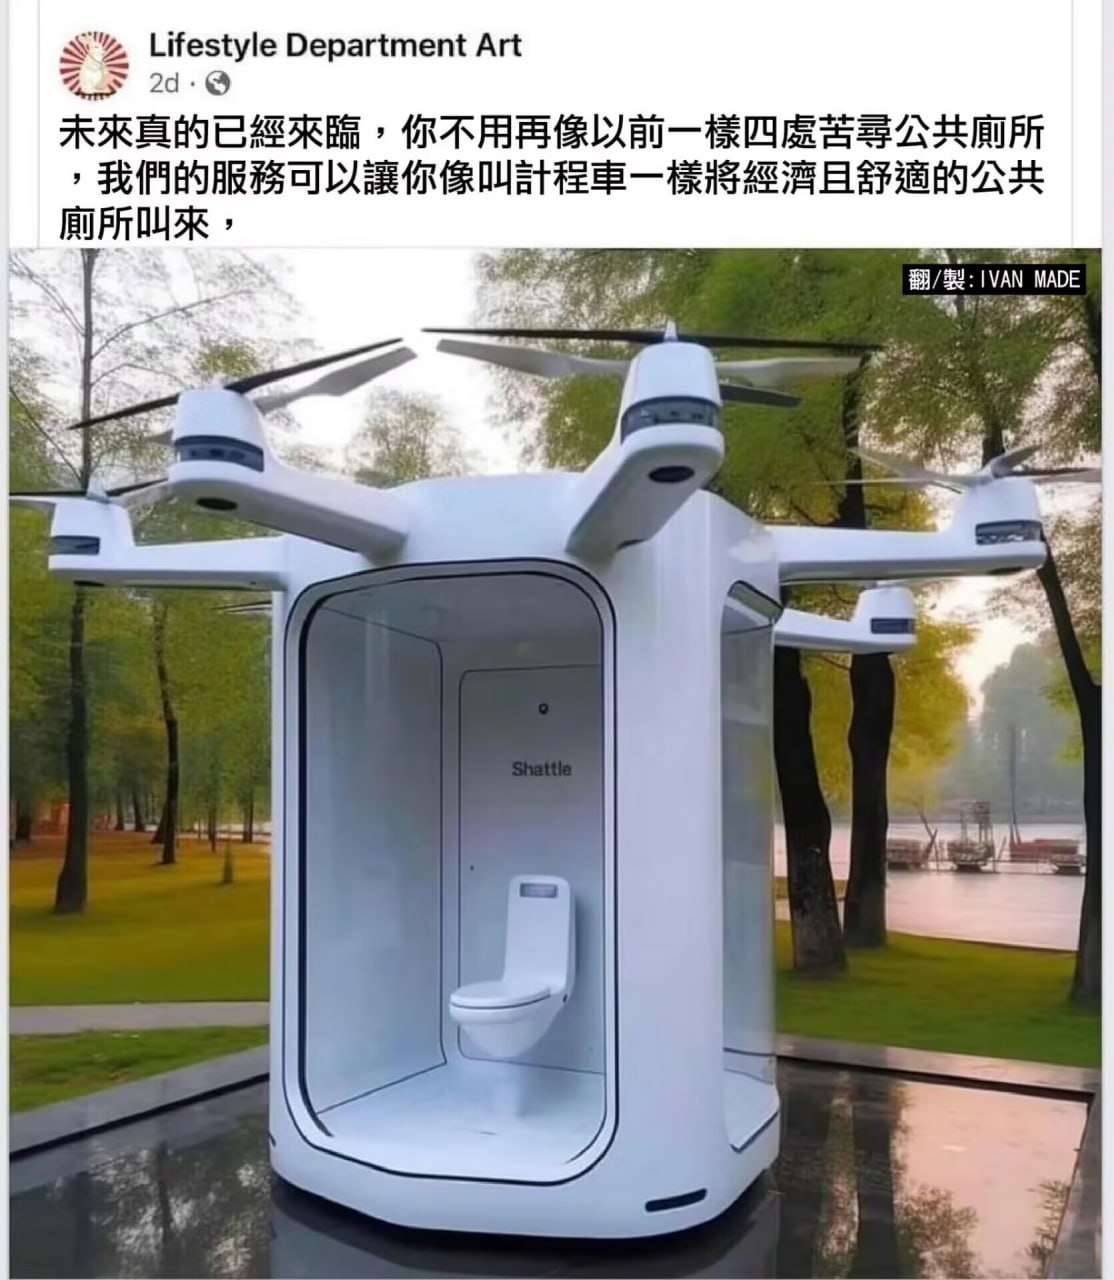 Lifestyle Department Art
2d ·
未來真的已經來臨，你不用再像以前一樣四處苦尋公共廁所
，我們的服務可以讓你像叫計程車一樣將經濟且舒適的公共
廁所叫來，
翻/製:IVAN MADE
Shattle